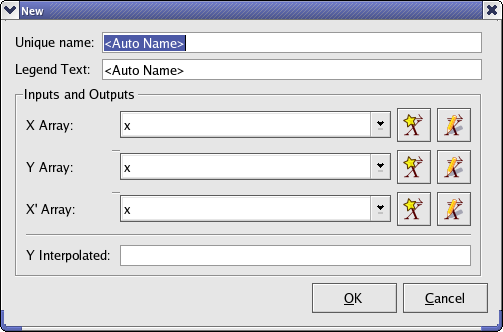 New
Unique name: <Auto Name>
Legend Text: <Auto Name>
Inputs and Outputs
X Array: x
Y Array: x
X' Array: x
Y Interpolated:
OK Cancel